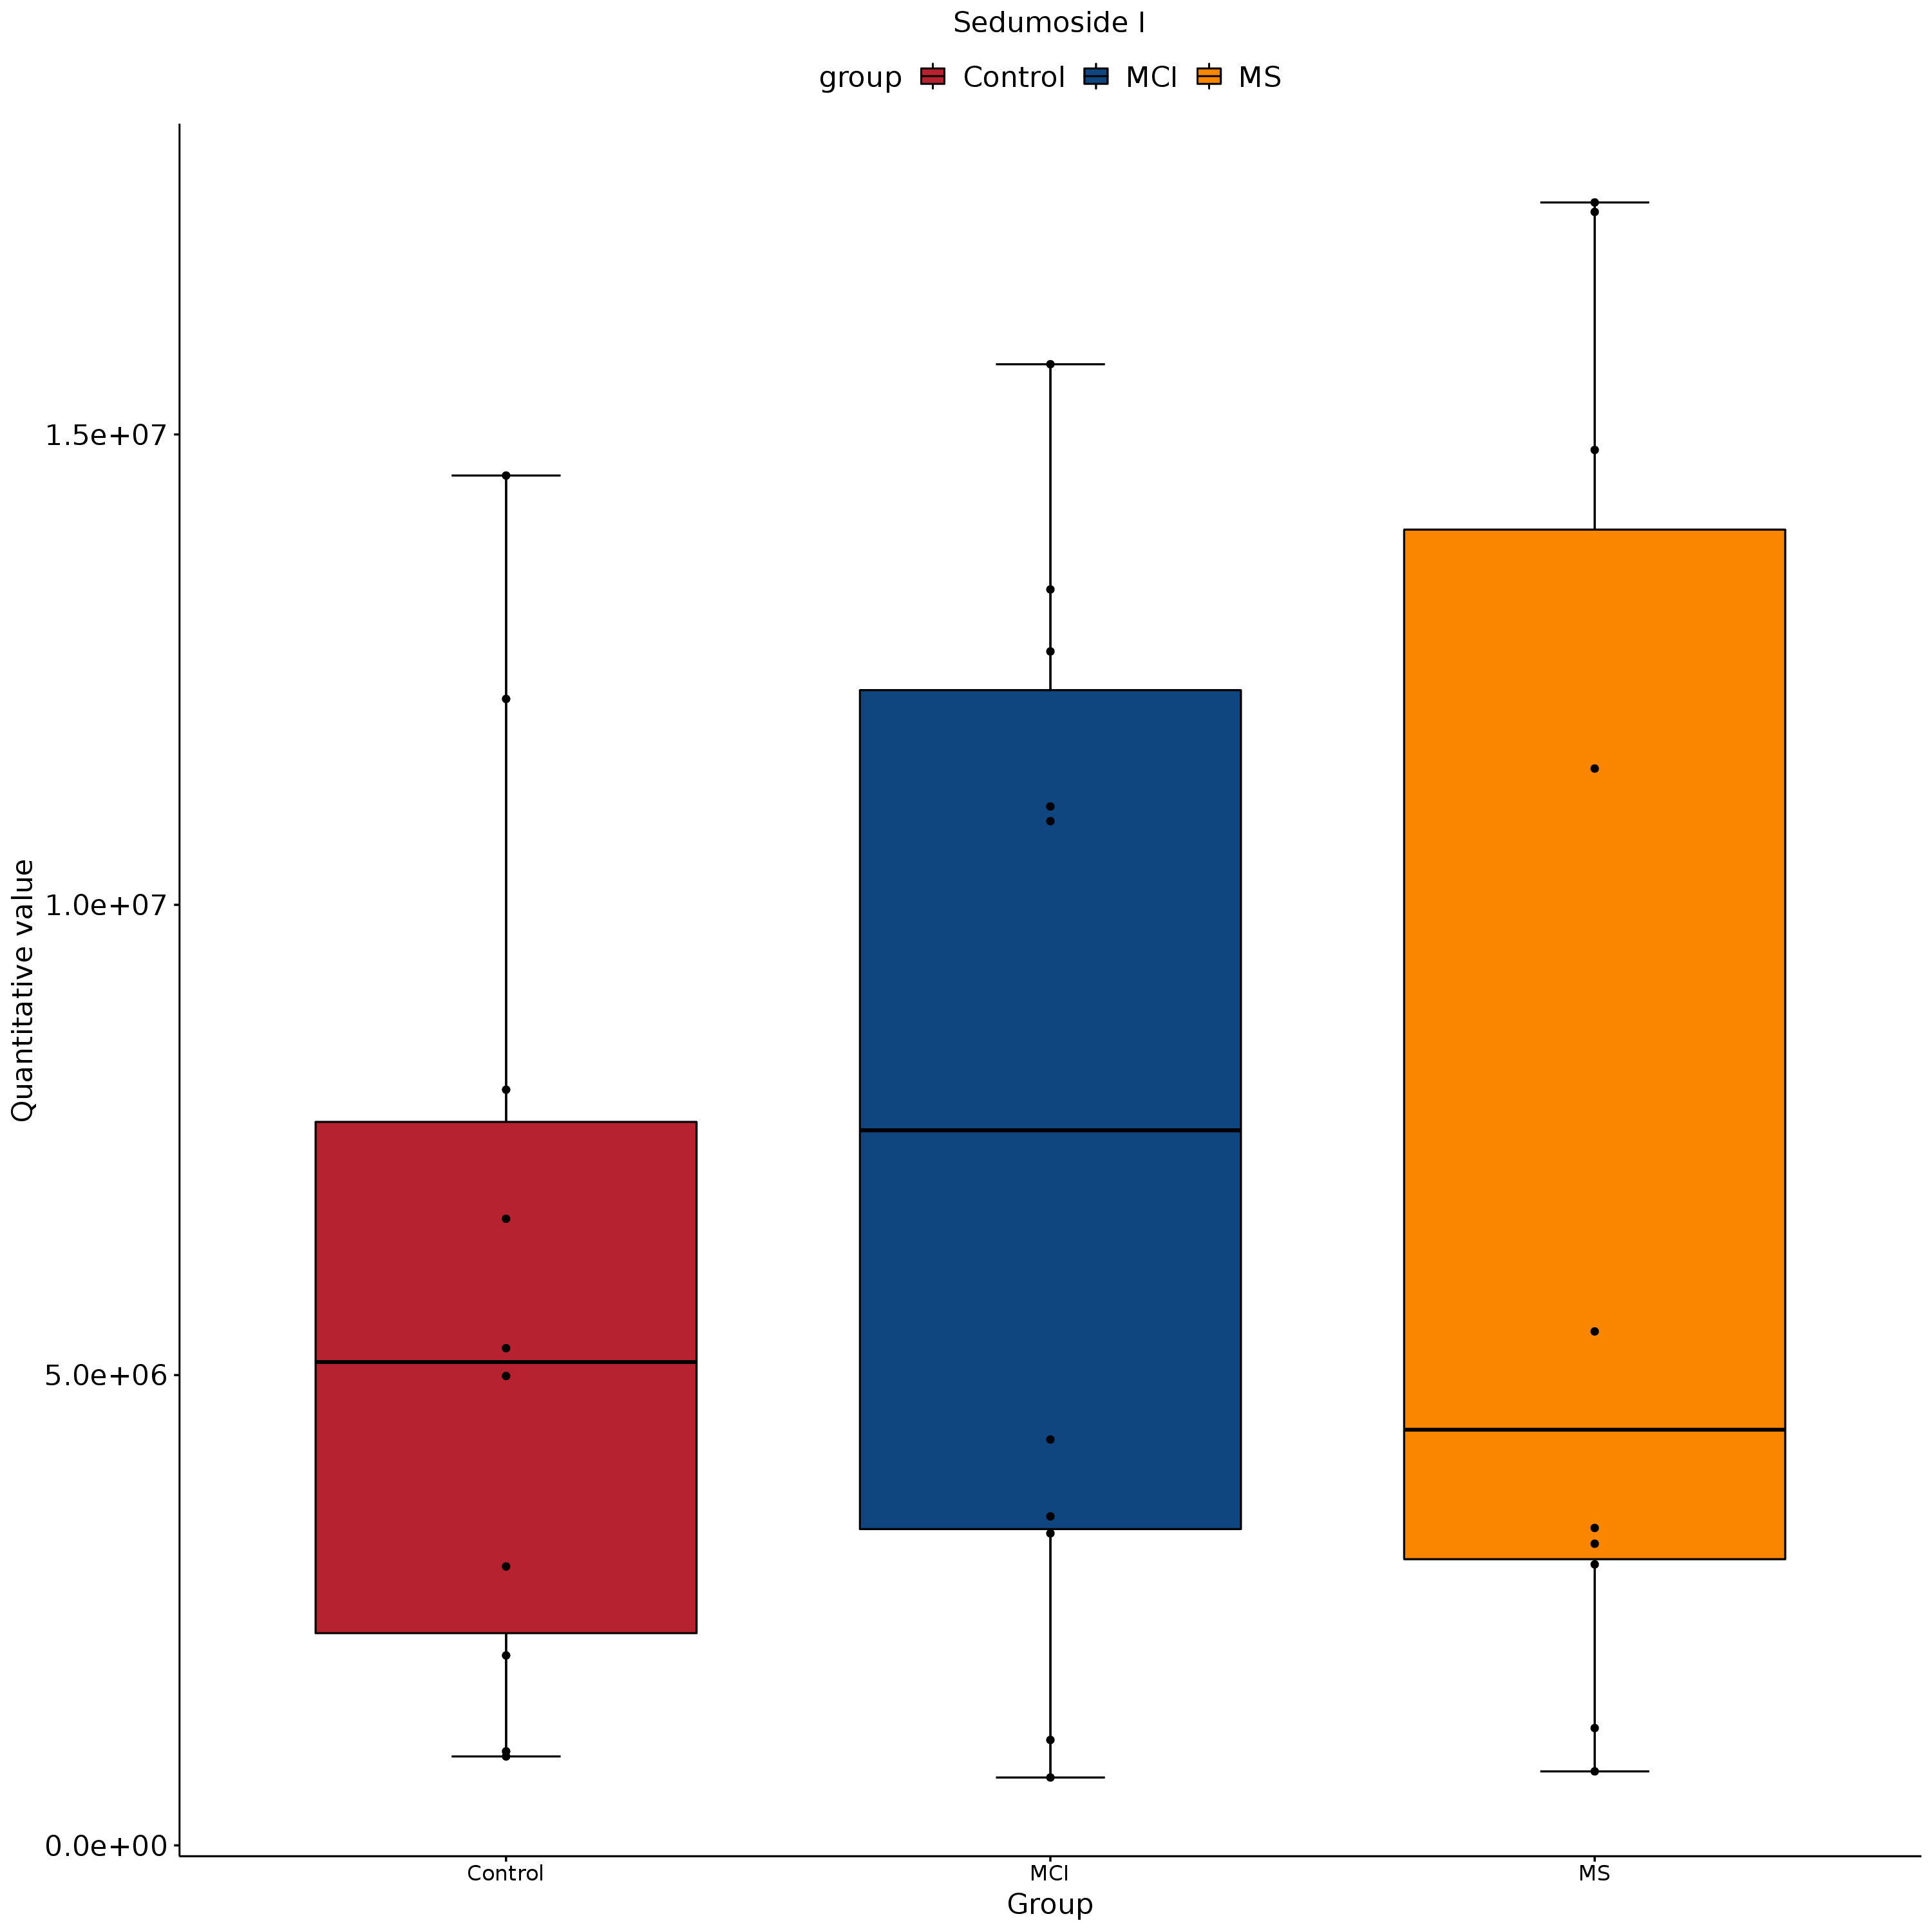 Sedumoside I
group Control MCI MS
Quantitative value
1.5e+07
1.0e+07
5.0e+06
0.0e+00
Control MCI MS
Group